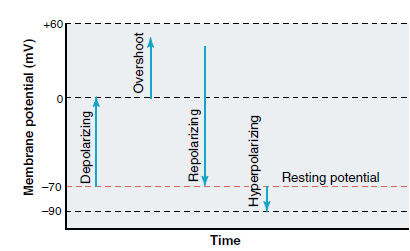 Membrane potential (mV)
+60
0
–70
–90
Depolarizing
Overshoot
Repolarizing
Hyperpolarizing
Resting potential
Time